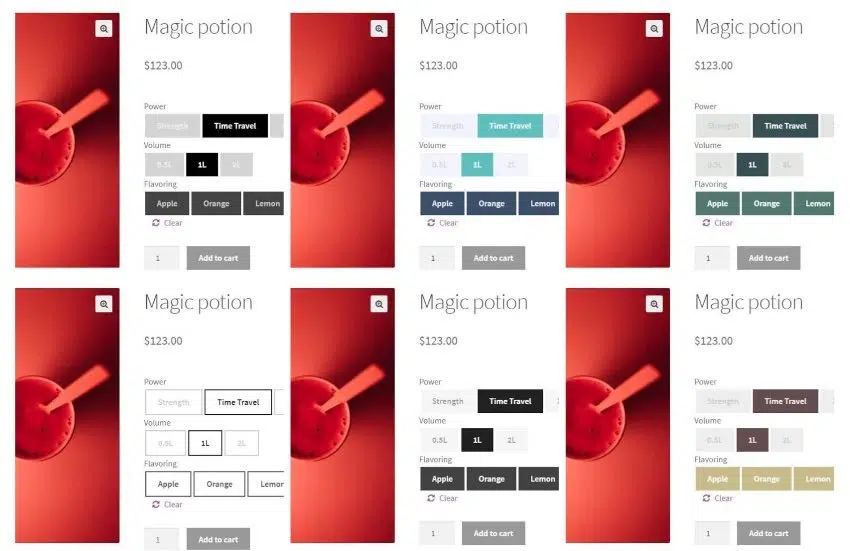 Magic potion
$123.00
Power
Strength Time Travel
Volume
0.5L 1L 2L
Flavoring
Apple Orange Lemon
Clear
1 Add to cart
Magic potion
$123.00
Power
Strength Time Travel
Volume
0.5L 1L 2L
Flavoring
Apple Orange Lemon
Clear
1 Add to cart
Magic potion
$123.00
Power
Strength Time Travel
Volume
0.5L 1L 2L
Flavoring
Apple Orange Lemon
Clear
1 Add to cart
Magic potion
$123.00
Power
Strength Time Travel
Volume
0.5L 1L 2L
Flavoring
Apple Orange Lemor
Clear
1 Add to cart
Magic potion
$123.00
Power
Strength Time Travel
Volume
0.5L 1L 2L
Flavoring
Apple Orange Lemon
Clear
1 Add to cart
Magic potion
$123.00
Power
Strength Time Travel
Volume
0.5L 1L 2L
Flavoring
Apple Orange Lemon
Clear
1 Add to cart